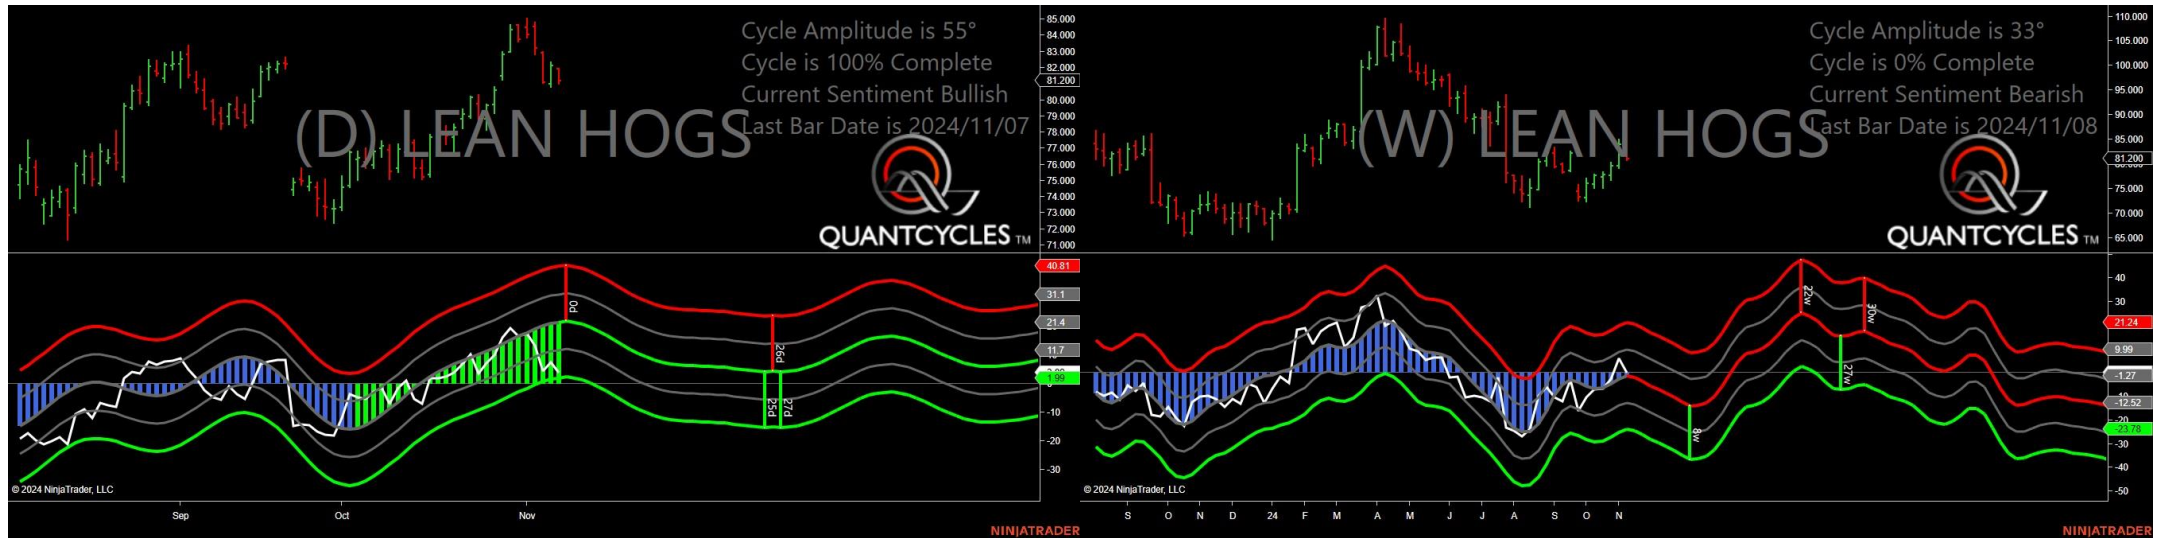 Cycle Amplitude is 55°
Cycle is 100% Complete
Current Sentiment Bullish
Last Bar Date is 2024/11/07
(D) LEAN HOGS
QUANTCYCLES TM
85.000
84.000
83.000
82.000
81.200
80.000
79.000
78.000
77.000
76.000
75.000
74.000
73.000
72.000
71.000
40.81
31.1
21.4
11.7
1.99
-10
-20
-30
0d
26d
25d
27d
© 2024 NinjaTrader, LLC
Sep
Oct
Nov
NINJATRADER
Cycle Amplitude is 33°
Cycle is 0% Complete
Current Sentiment Bearish
Last Bar Date is 2024/11/08
(W) LEAN HOGS
QUANTCYCLES TM
110.000
105.000
100.000
95.000
90.000
85.000
81.200
75.000
70.000
65.000
40
30
21.24
9.99
-1.27
-12.52
-23.78
-30
-40
-50
22w
30w
27w
8w
© 2024 NinjaTrader, LLC
S
O
N
D
24
F
M
A
M
J
J
A
S
O
N
NINJATRADER